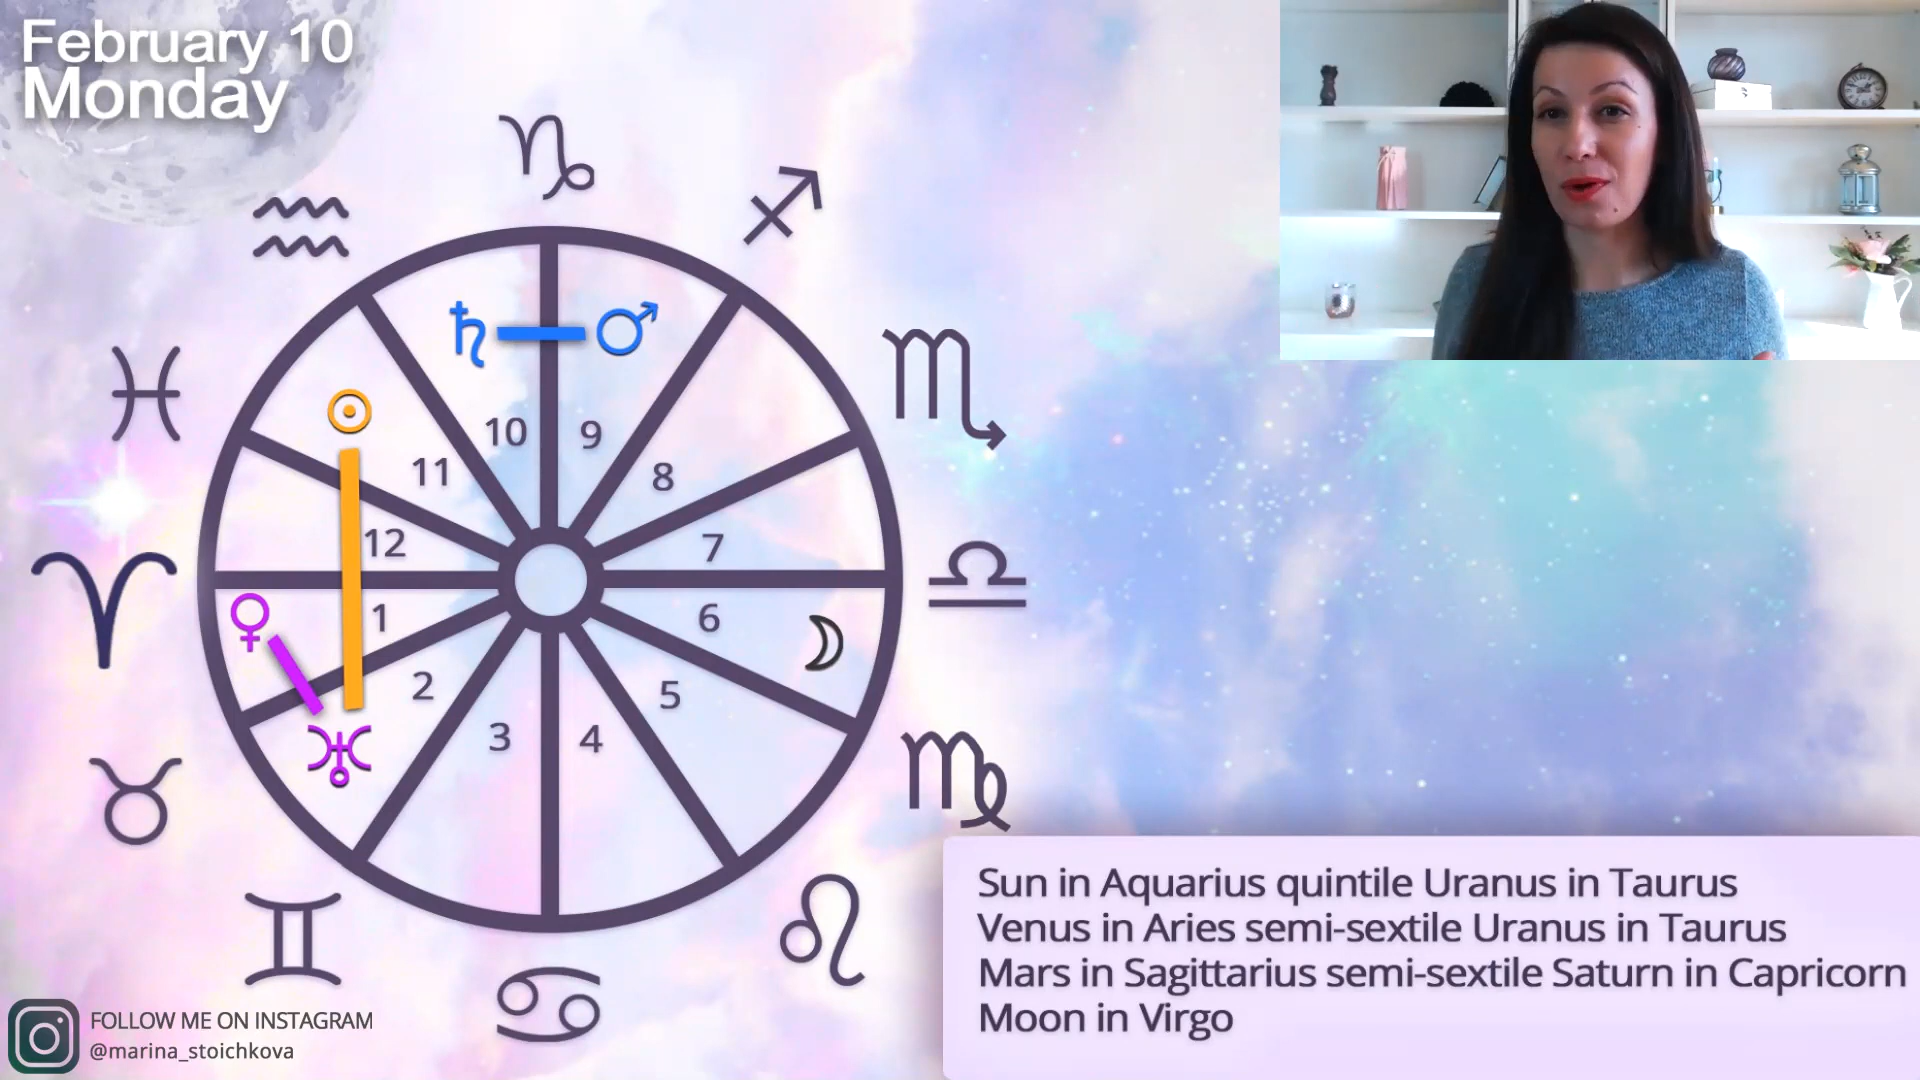 February 10
Monday
10
9
11
8
12
7
1
6
2
5
3
4
Sun in Aquarius quintile Uranus in Taurus
Venus in Aries semi-sextile Uranus in Taurus
Mars in Sagittarius semi-sextile Saturn in Capricorn
Moon in Virgo
FOLLOW ME ON INSTAGRAM
@marina_stoichkova